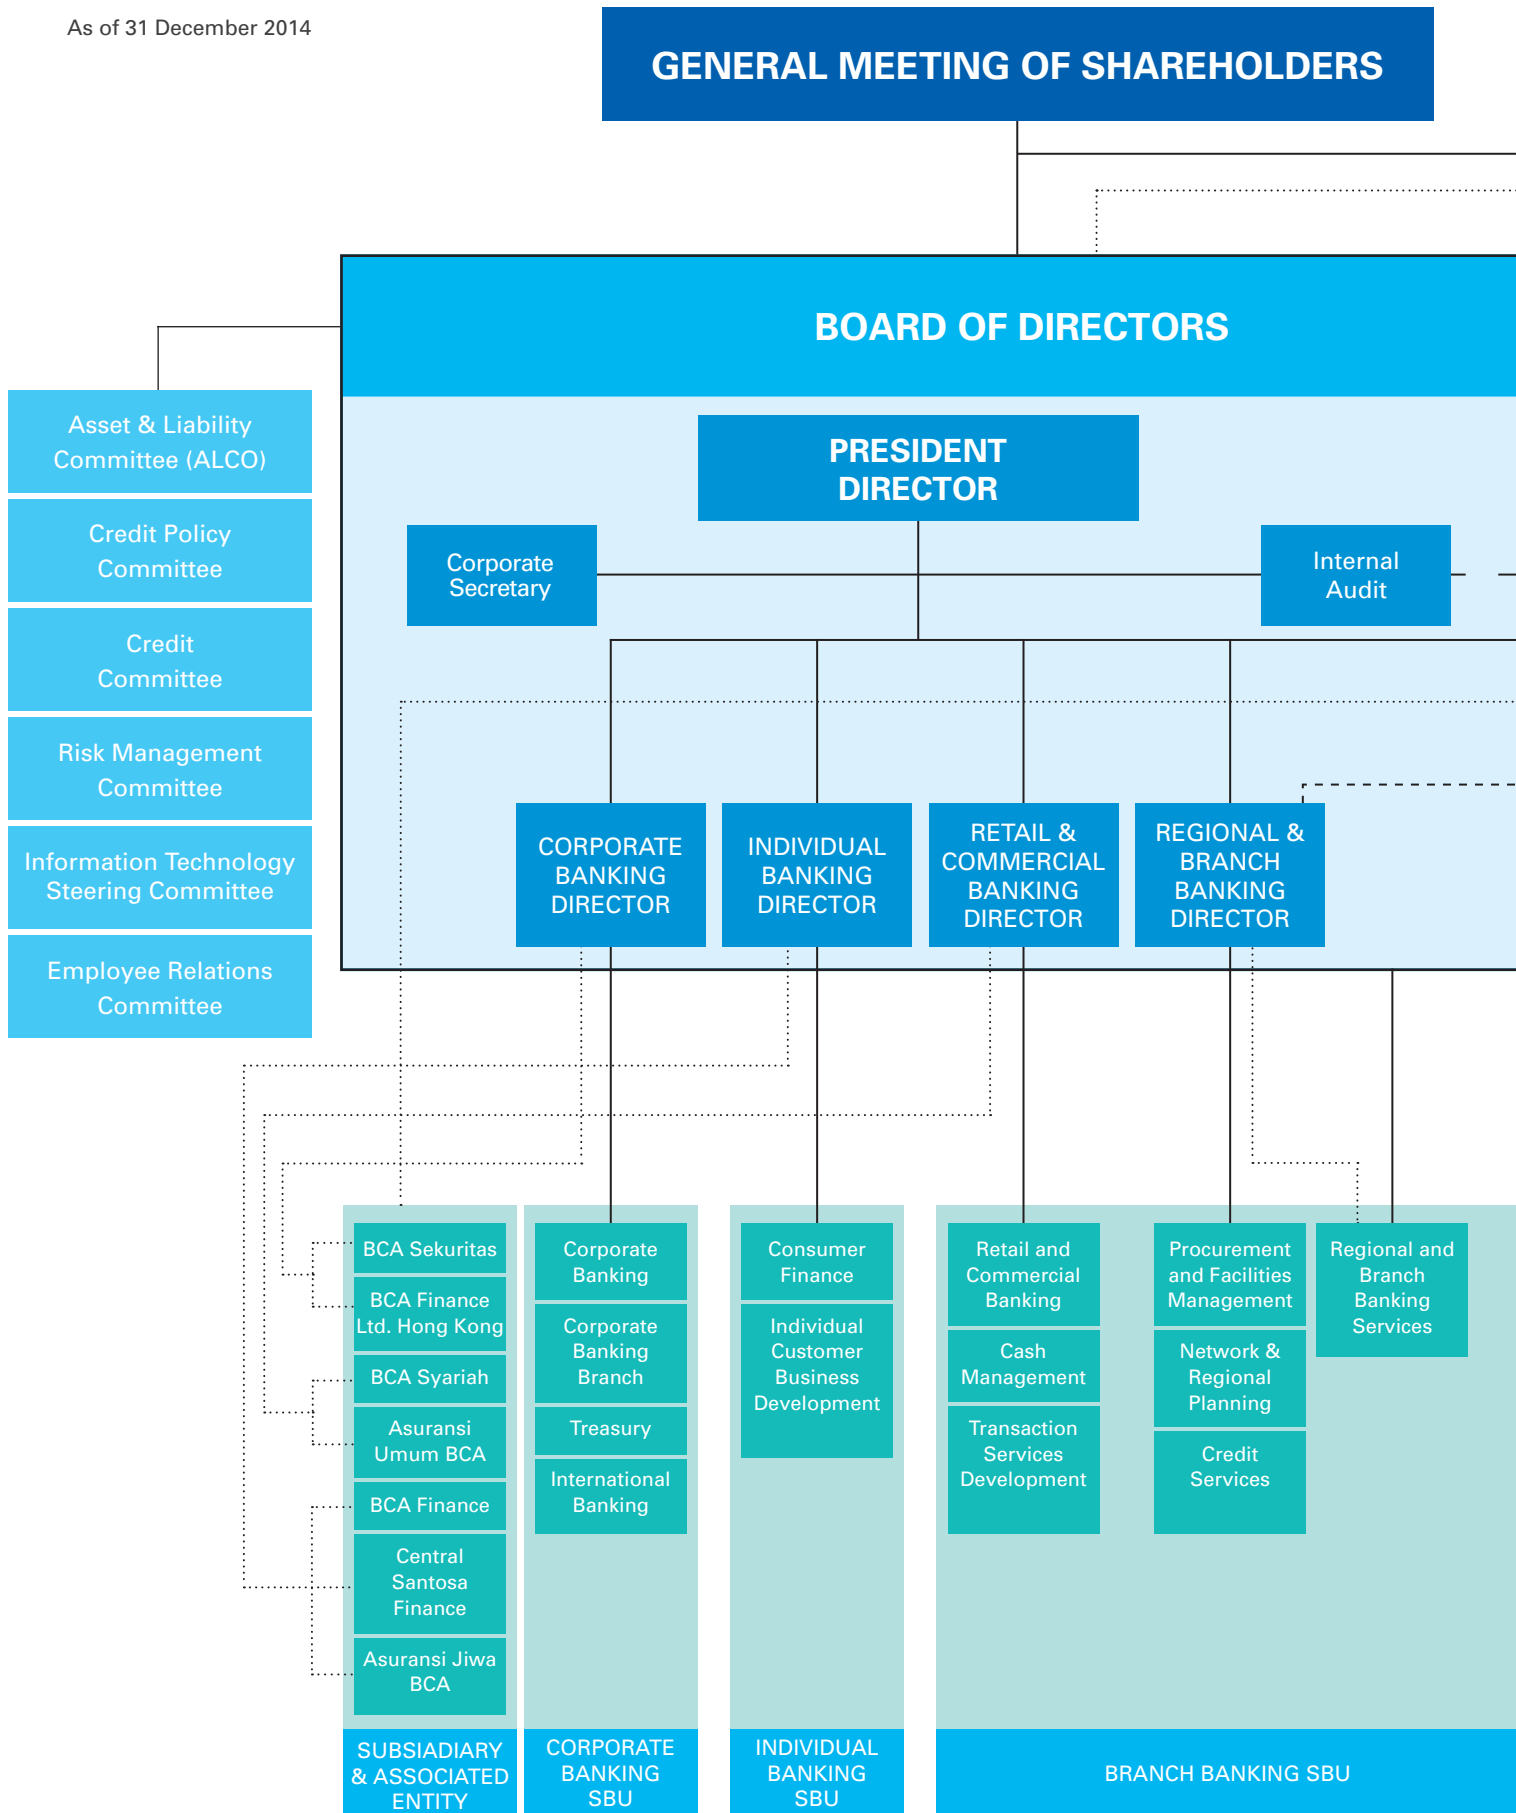 As of 31 December 2014
GENERAL MEETING OF SHAREHOLDERS
BOARD OF DIRECTORS
Asset & Liability
Committee (ALCO)
Credit Policy
Committee
Credit
Committee
Risk Management
Committee
Information Technology
Steering Committee
Employee Relations
Committee
PRESIDENT
DIRECTOR
Corporate
Secretary
Internal
Audit
CORPORATE
BANKING
DIRECTOR
INDIVIDUAL
BANKING
DIRECTOR
RETAIL &
COMMERCIAL
BANKING
DIRECTOR
REGIONAL &
BRANCH
BANKING
DIRECTOR
BCA Sekuritas
BCA Finance
Ltd. Hong Kong
BCA Syariah
Asuransi
Umum BCA
BCA Finance
Central
Santosa
Finance
Asuransi Jiwa
BCA
SUBSIADIARY
& ASSOCIATED
ENTITY
Corporate
Banking
Corporate
Banking
Branch
Treasury
International
Banking
CORPORATE
BANKING
SBU
Consumer
Finance
Individual
Customer
Business
Development
INDIVIDUAL
BANKING
SBU
Retail and
Commercial
Banking
Cash
Management
Transaction
Services
Development
Procurement
and Facilities
Management
Network &
Regional
Planning
Credit
Services
Regional and
Branch
Banking
Services
BRANCH BANKING SBU